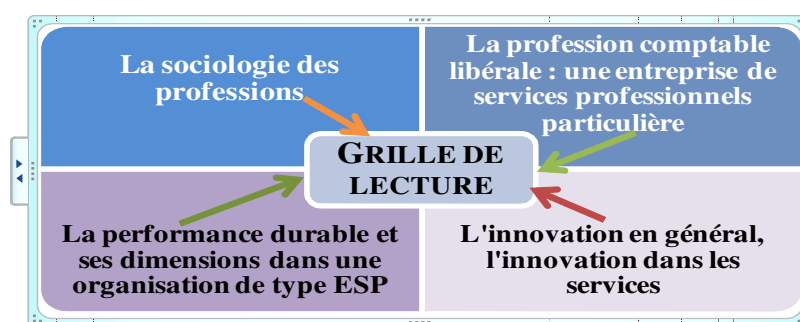 La sociologie des
professions
La profession comptable
libérale : une entreprise de
services professionnels
particulière
GRILLE DE
LECTURE
La performance durable et
ses dimensions dans une
organisation de type ESP
L'innovation en général,
l'innovation dans les
services